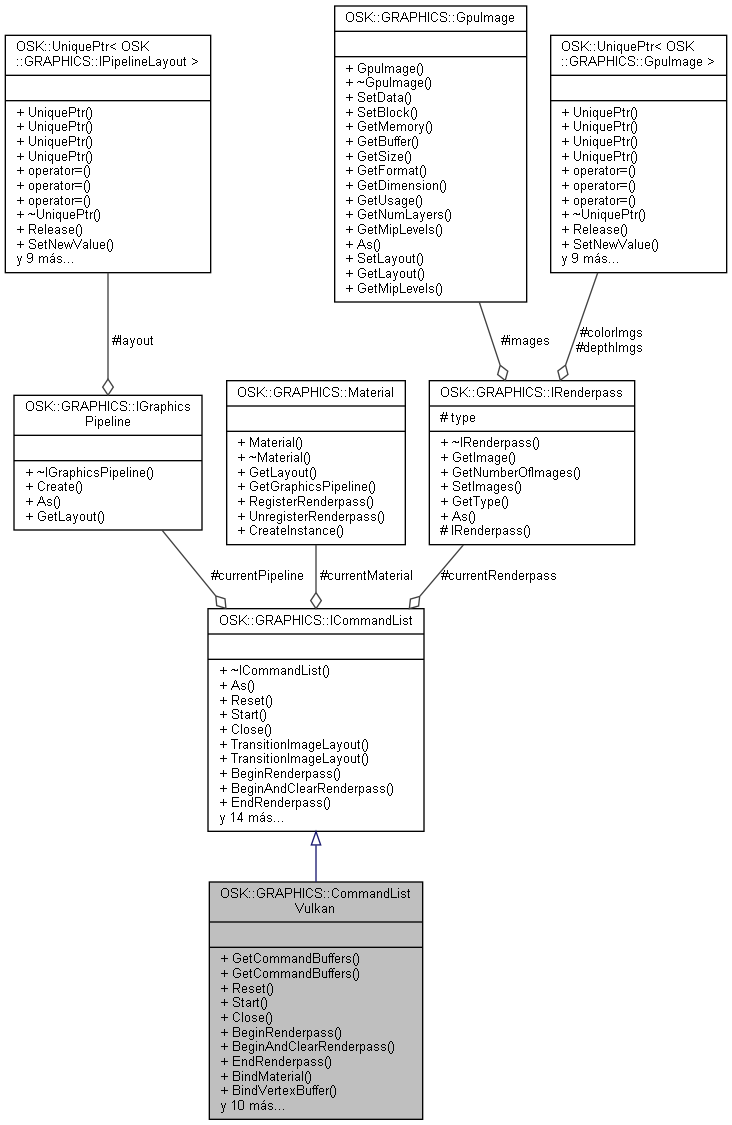 OSK::UniquePtr< OSK
::GRAPHICS::IPipelineLayout >
+ UniquePtr()
+ UniquePtr()
+ UniquePtr()
+ UniquePtr()
+ operator=()
+ operator=()
+ operator=()
+ ~UniquePtr()
+ Release()
+ SetNewValue()
y 9 más...
OSK::GRAPHICS::GpuImage
+ GpuImage()
+ ~GpuImage()
+ SetData()
+ SetBlock()
+ GetMemory()
+ GetBuffer()
+ GetSize()
+ GetFormat()
+ GetDimension()
+ GetUsage()
+ GetNumLayers()
+ GetMipLevels()
+ As()
+ SetLayout()
+ GetLayout()
+ GetMipLevels()
OSK::UniquePtr< OSK
::GRAPHICS::GpuImage >
+ UniquePtr()
+ UniquePtr()
+ UniquePtr()
+ UniquePtr()
+ operator=()
+ operator=()
+ operator=()
+ ~UniquePtr()
+ Release()
+ SetNewValue()
y 9 más...
#layout
#images
#colorImgs
#depthImgs
OSK::GRAPHICS::IGraphics
Pipeline
+ ~IGraphicsPipeline()
+ Create()
+ As()
+ GetLayout()
OSK::GRAPHICS::Material
+ Material()
+ ~Material()
+ GetLayout()
+ GetGraphicsPipeline()
+ RegisterRenderpass()
+ UnregisterRenderpass()
+ CreateInstance()
OSK::GRAPHICS::IRenderpass
# type
+ ~IRenderpass()
+ GetImage()
+ GetNumberOfImages()
+ SetImages()
+ GetType()
+ As()
# IRenderpass()
#currentPipeline
#currentMaterial
#currentRenderpass
OSK::GRAPHICS::ICommandList
+ ~ICommandList()
+ As()
+ Reset()
+ Start()
+ Close()
+ TransitionImageLayout()
+ TransitionImageLayout()
+ BeginRenderpass()
+ BeginAndClearRenderpass()
+ EndRenderpass()
y 14 más...
OSK::GRAPHICS::CommandList
Vulkan
+ GetCommandBuffers()
+ GetCommandBuffers()
+ Reset()
+ Start()
+ Close()
+ BeginRenderpass()
+ BeginAndClearRenderpass()
+ EndRenderpass()
+ BindMaterial()
+ BindVertexBuffer()
y 10 más...